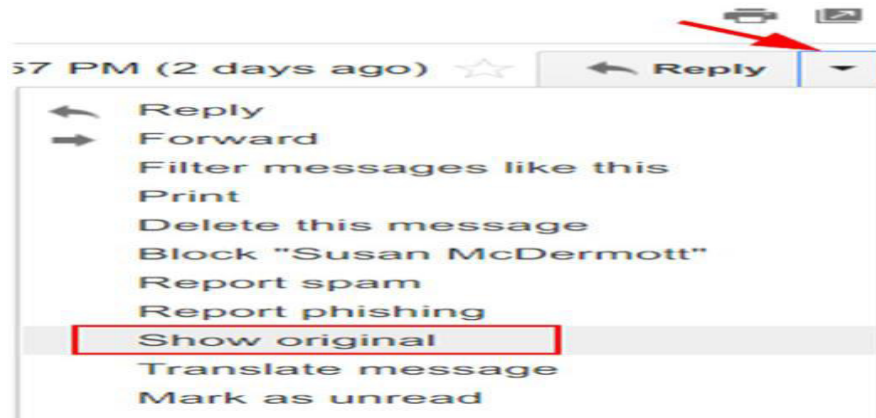 57 PM (2 days ago) Reply
Reply
Forward
Filter messages like this
Print
Delete this message
Block "Susan McDermott"
Report spam
Report phishing
Show original
Translate message
Mark as unread